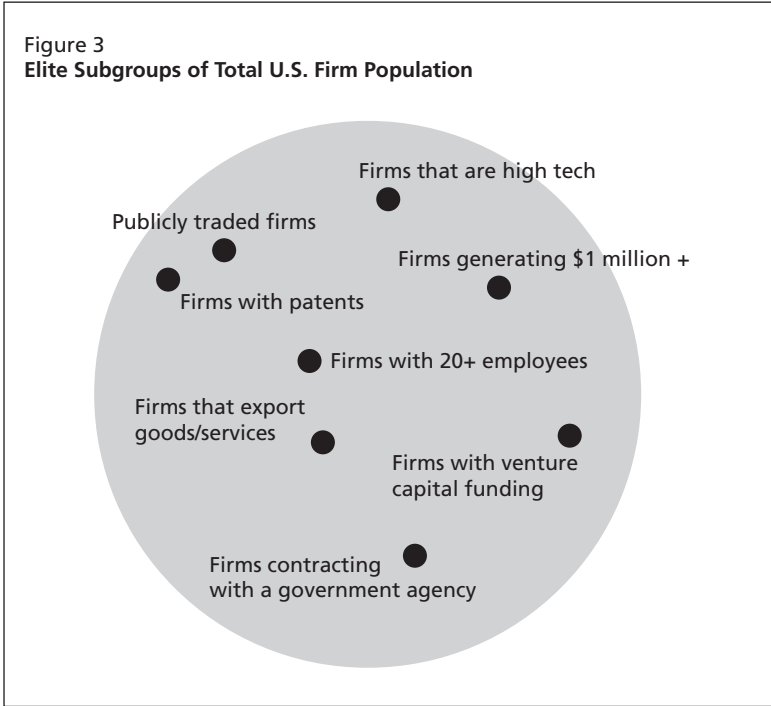 Figure 3
Elite Subgroups of Total U.S. Firm Population
Firms that are high tech
Publicly traded firms
Firms generating $1 million +
Firms with patents
Firms with 20+ employees
Firms that export
goods/services
Firms with venture
capital funding
Firms contracting
with a government agency